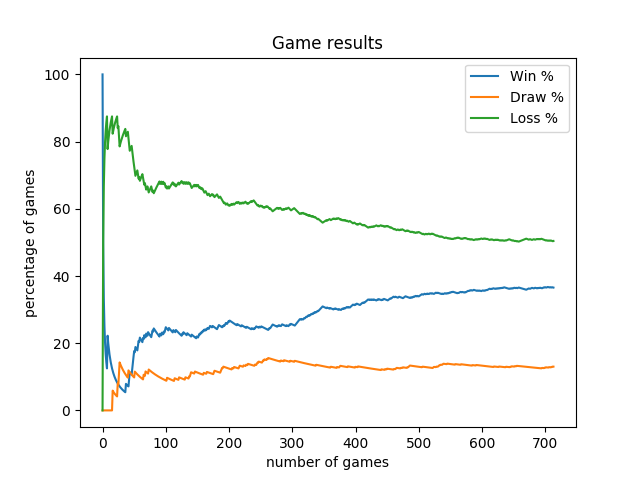 Game results
Win %
Draw %
Loss %
percentage of games
100
80
60
40
20
0
0 100 200 300 400 500 600 700
number of games